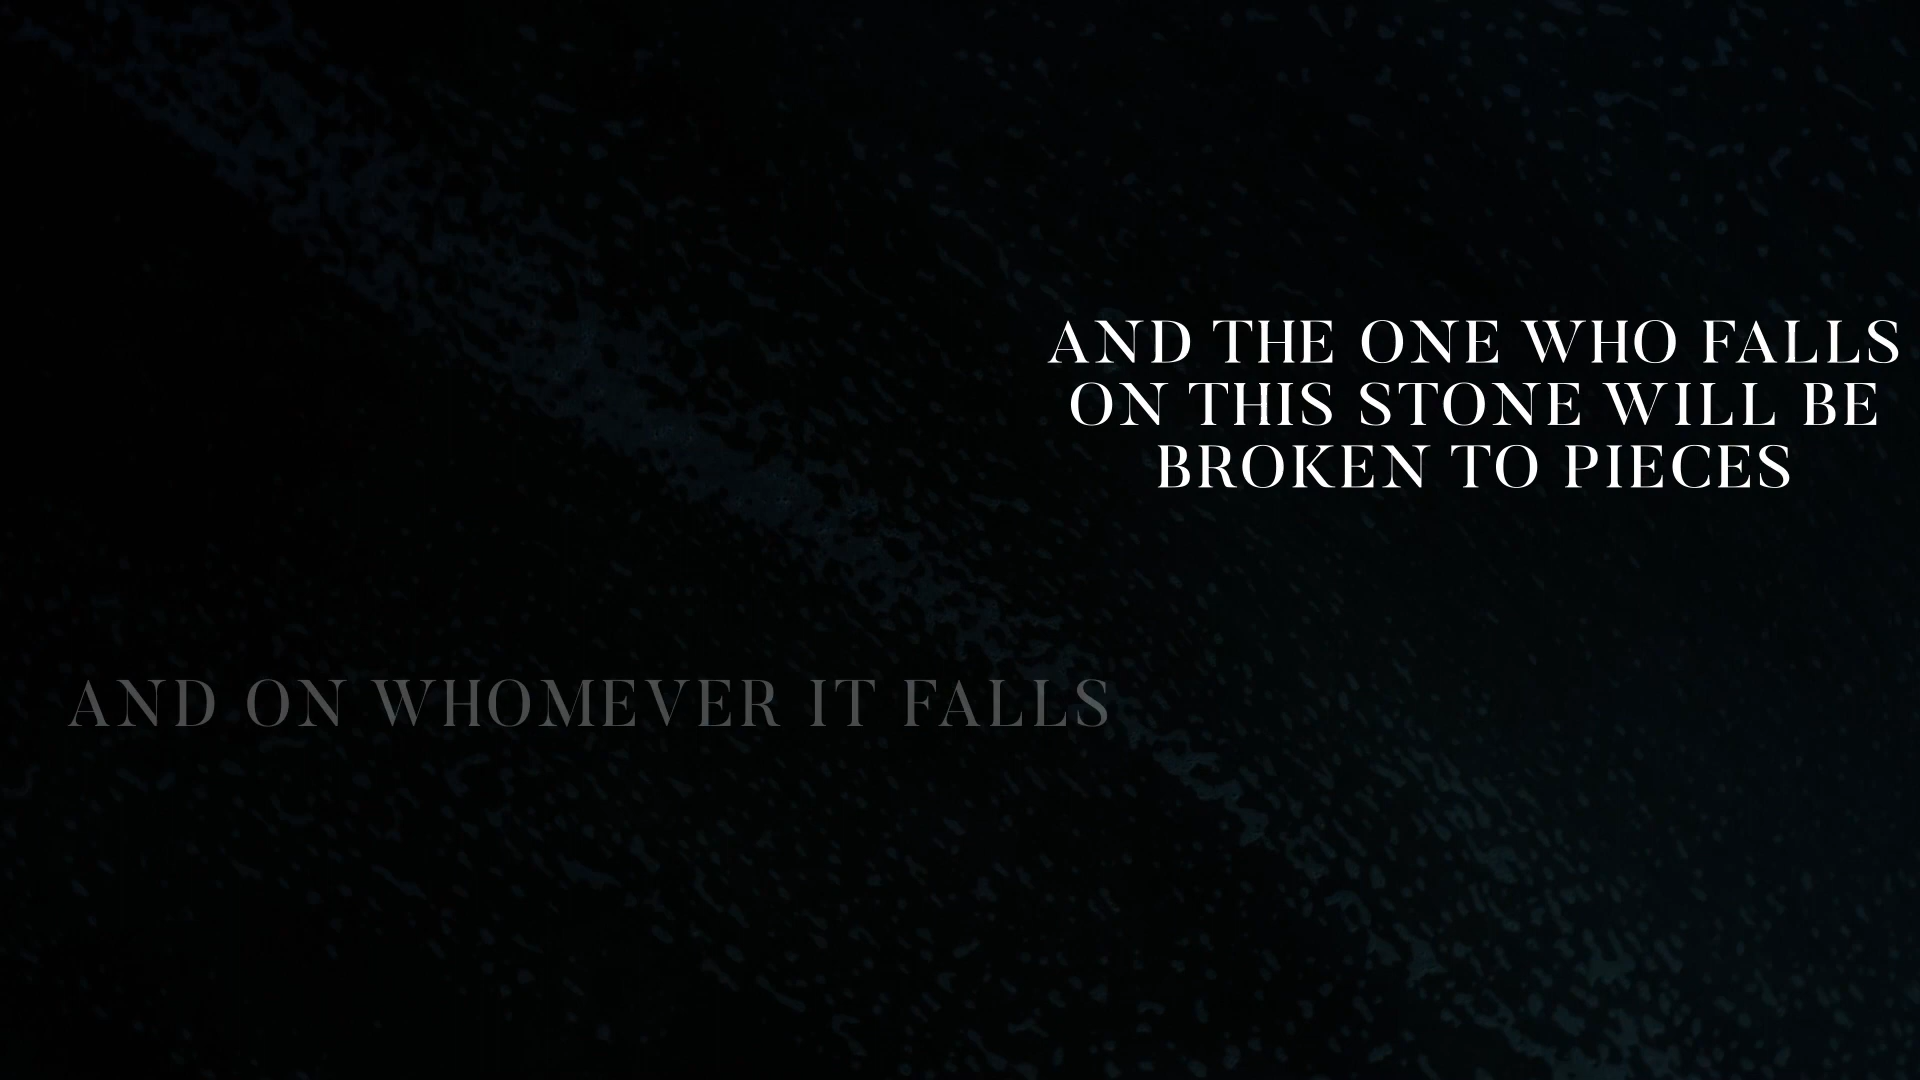 AND THE ONE WHO FALLS
ON THIS STONE WILL BE
BROKEN TO PIECES
AND ON WHOMEVER IT FALLS